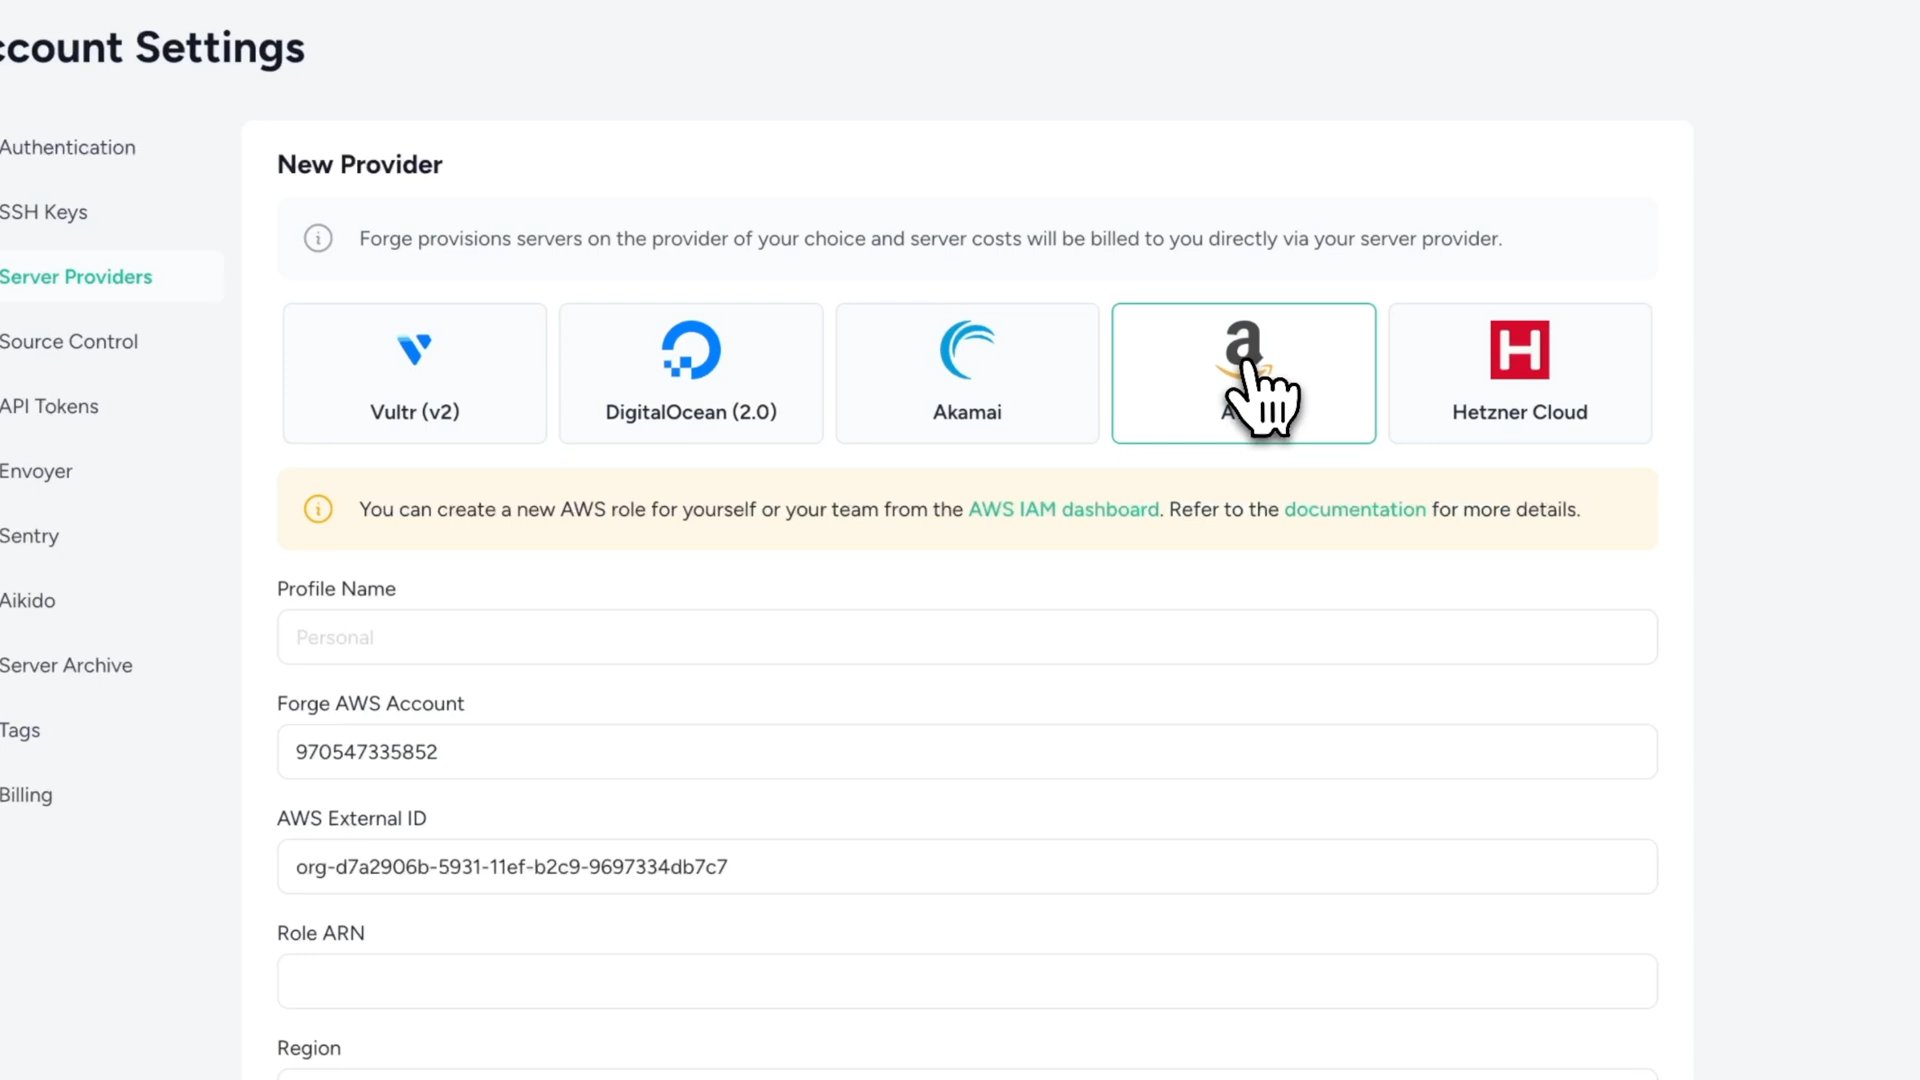 ccount Settings
Authentication
SSH Keys
Server Providers
Source Control
API Tokens
Envoyer
Sentry
Aikido
Server Archive
Tags
Billing
New Provider
Forge provisions servers on the provider of your choice and server costs will be billed to you directly via your server provider.
Vultr (v2)
DigitalOcean (2.0)
Akamai
Hetzner Cloud
You can create a new AWS role for yourself or your team from the AWS IAM dashboard. Refer to the documentation for more details.
Profile Name
Personal
Forge AWS Account
970547335852
AWS External ID
org-d7a2906b-5931-11ef-b2c9-9697334db7c7
Role ARN
Region